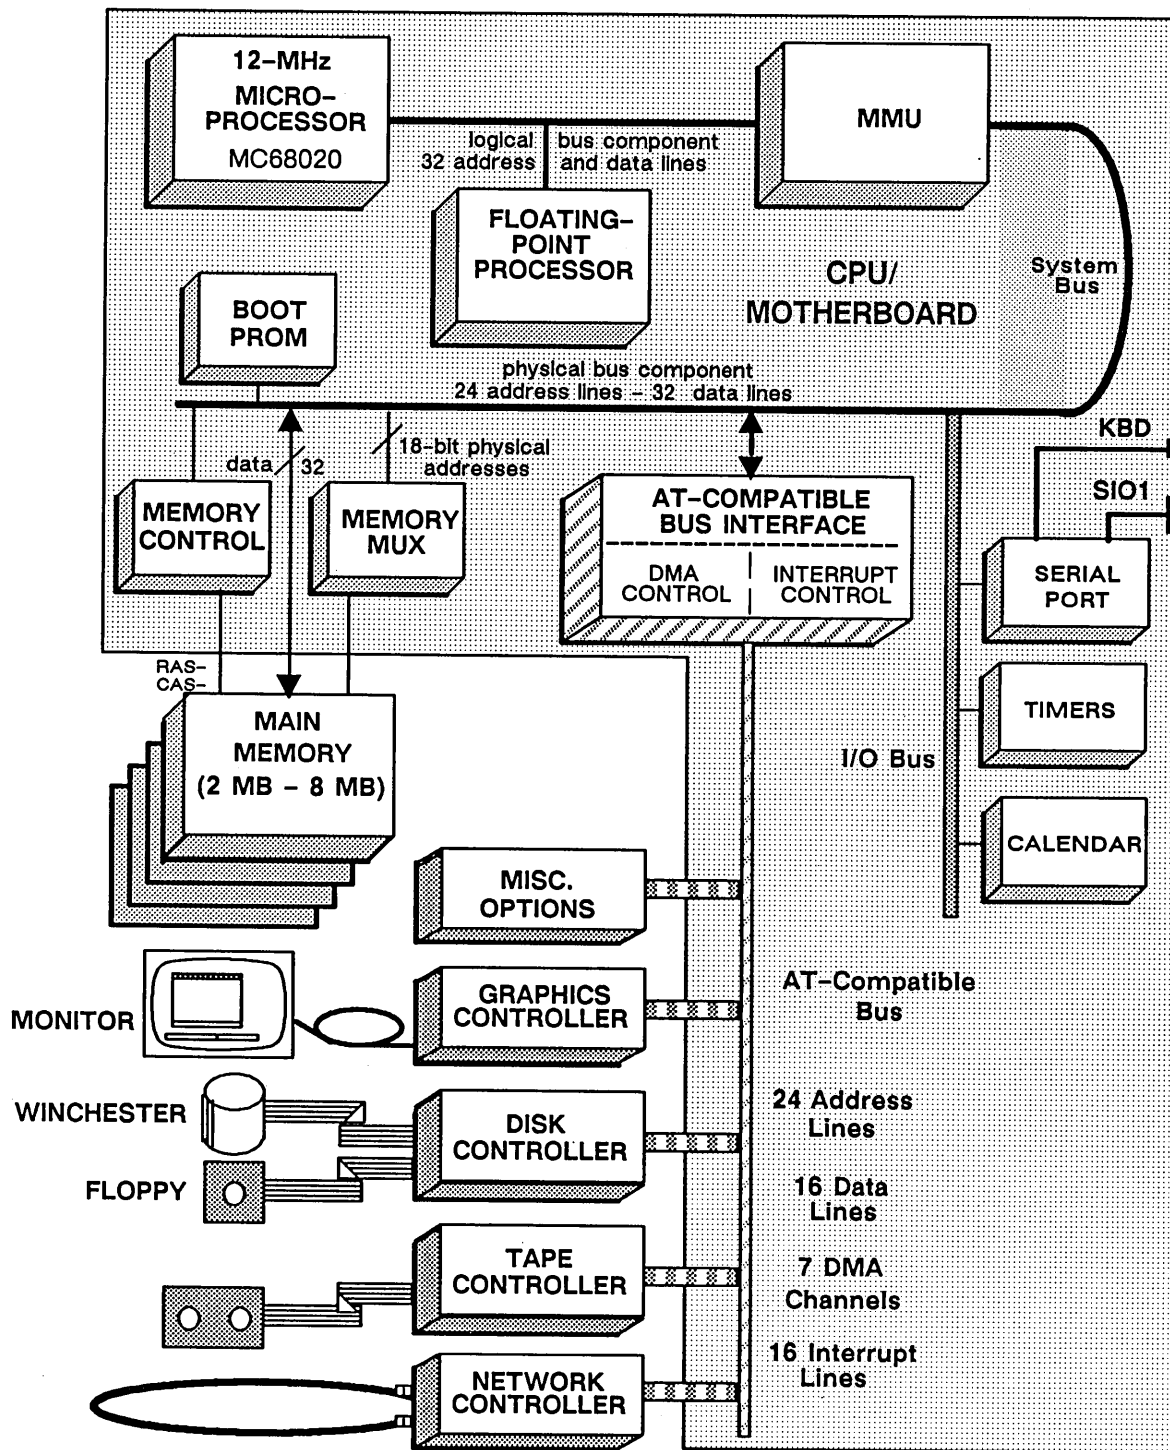 12–MHz
MICRO–
PROCESSOR
MC68020
MMU
logical
32 address
bus component
and data lines
FLOATING–
POINT
PROCESSOR
CPU/
MOTHERBOARD
System
Bus
BOOT
PROM
physical bus component
24 address lines – 32 data lines
data
32
18–bit physical
addresses
KBD
SIO1
MEMORY
CONTROL
MEMORY
MUX
AT–COMPATIBLE
BUS INTERFACE
DMA
CONTROL
INTERRUPT
CONTROL
SERIAL
PORT
RAS–
CAS–
MAIN
MEMORY
(2 MB – 8 MB)
TIMERS
I/O Bus
CALENDAR
MISC.
OPTIONS
AT–Compatible
Bus
MONITOR
GRAPHICS
CONTROLLER
WINCHESTER
FLOPPY
DISK
CONTROLLER
24 Address
Lines
16 Data
Lines
TAPE
CONTROLLER
7 DMA
Channels
NETWORK
CONTROLLER
16 Interrupt
Lines